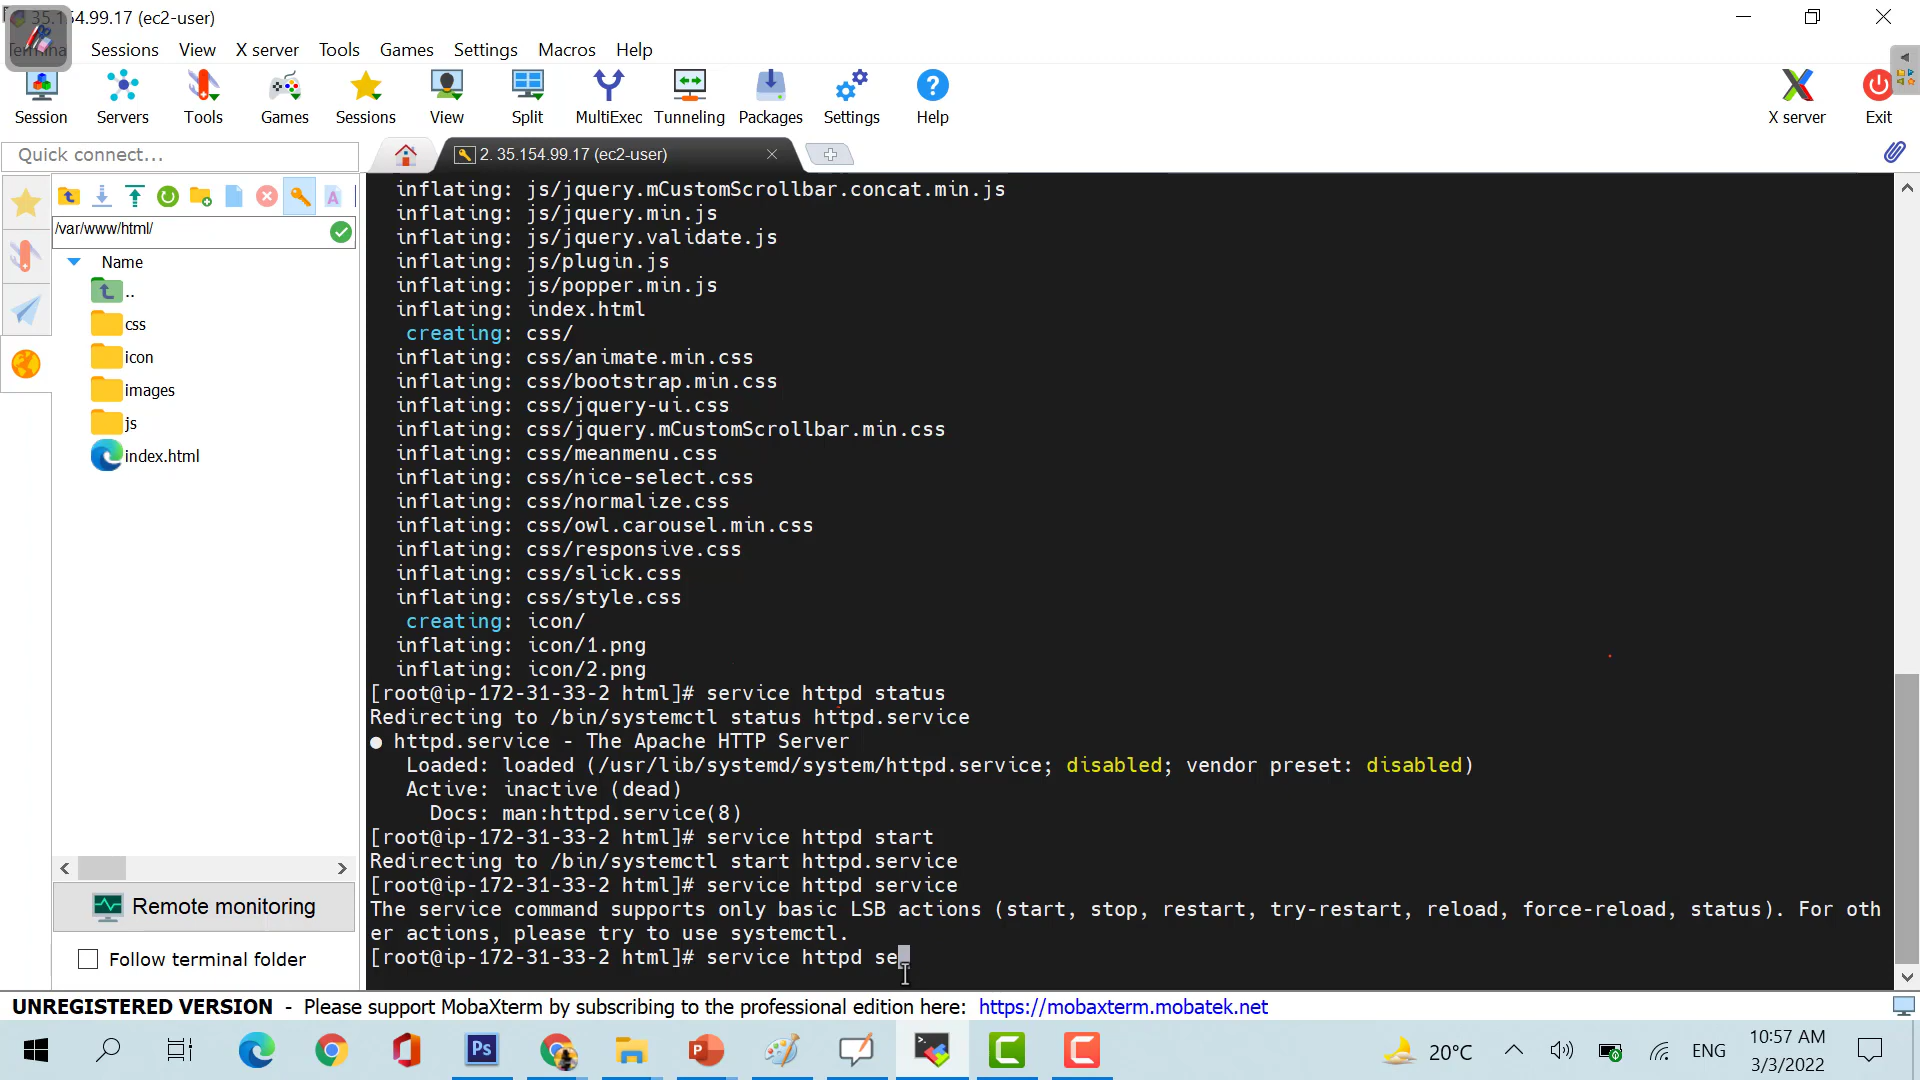 35.154.99.17 (ec2-user)
Sessions View X server Tools Games Settings Macros Help
Session Servers Tools Games Sessions View Split MultiExec Tunneling Packages Settings Help X server Exit
Quick connect...
2. 35.154.99.17 (ec2-user)
/var/www/html/
Name
..
css
icon
images
js
index.html
Remote monitoring
Follow terminal folder
inflating: js/jquery.mCustomScrollbar.concat.min.js
inflating: js/jquery.min.js
inflating: js/jquery.validate.js
inflating: js/plugin.js
inflating: js/popper.min.js
inflating: index.html
creating: css/
inflating: css/animate.min.css
inflating: css/bootstrap.min.css
inflating: css/jquery-ui.css
inflating: css/jquery.mCustomScrollbar.min.css
inflating: css/meanmenu.css
inflating: css/nice-select.css
inflating: css/normalize.css
inflating: css/owl.carousel.min.css
inflating: css/responsive.css
inflating: css/slick.css
inflating: css/style.css
creating: icon/
inflating: icon/1.png
inflating: icon/2.png
[root@ip-172-31-33-2 html]# service httpd status
Redirecting to /bin/systemctl status httpd.service
● httpd.service - The Apache HTTP Server
Loaded: loaded (/usr/lib/systemd/system/httpd.service; disabled; vendor preset: disabled)
Active: inactive (dead)
Docs: man:httpd.service(8)
[root@ip-172-31-33-2 html]# service httpd start
Redirecting to /bin/systemctl start httpd.service
[root@ip-172-31-33-2 html]# service httpd service
The service command supports only basic LSB actions (start, stop, restart, try-restart, reload, force-reload, status). For oth
er actions, please try to use systemctl.
[root@ip-172-31-33-2 html]# service httpd se
UNREGISTERED VERSION - Please support MobaXterm by subscribing to the professional edition here: https://mobaxterm.mobatek.net
20°C
ENG
10:57 AM
3/3/2022